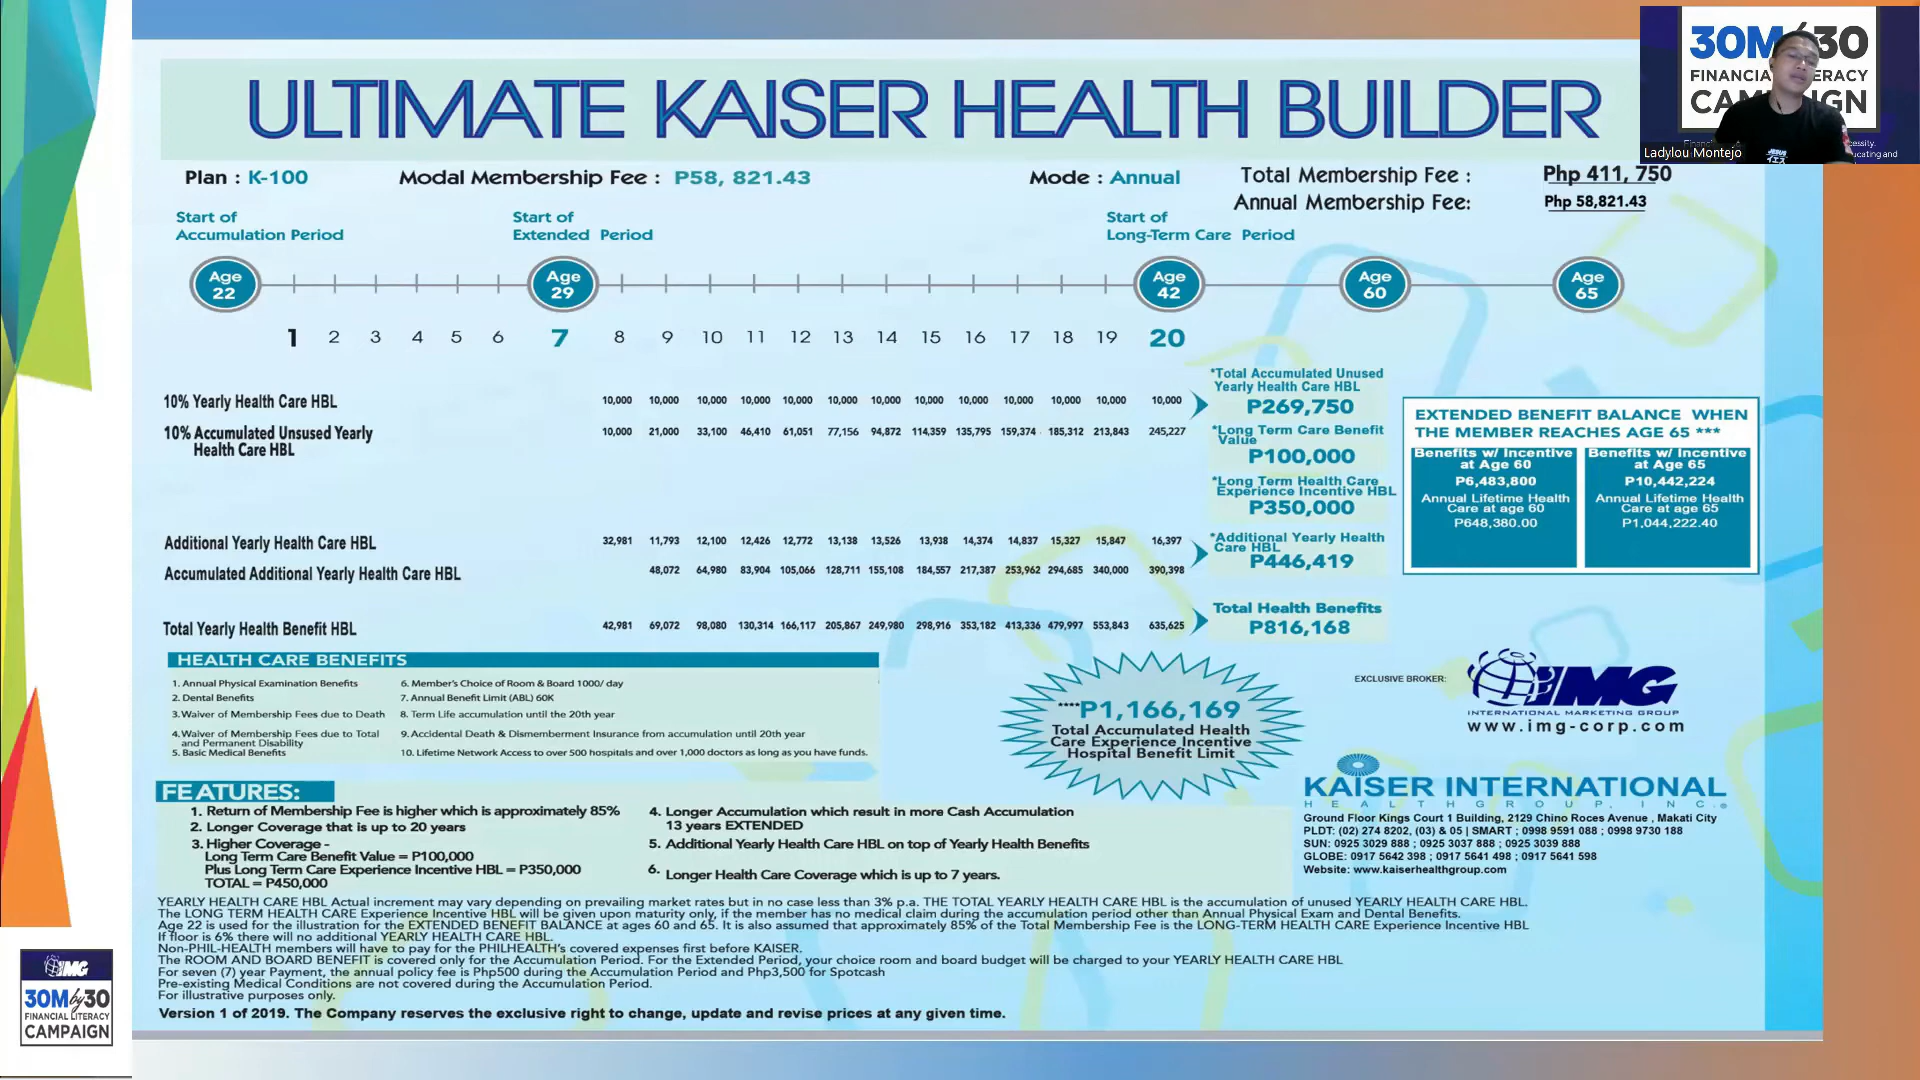 ULTIMATE KAISER HEALTH BUILDER
30M by 30
FINANCIAL LITERACY
CAMPAIGN
Ladylou Montejo
Plan : K-100
Modal Membership Fee : P58, 821.43
Mode : Annual
Total Membership Fee : Php 411, 750
Annual Membership Fee: Php 58,821.43
Start of
Accumulation Period
Start of
Extended Period
Start of
Long-Term Care Period
Age 22
Age 29
Age 42
Age 60
Age 65
1 2 3 4 5 6 7 8 9 10 11 12 13 14 15 16 17 18 19 20
10% Yearly Health Care HBL 10,000 10,000 10,000 10,000 10,000 10,000 10,000 10,000 10,000 10,000 10,000 10,000 10,000
10% Accumulated Unsused Yearly
Health Care HBL
10,000 21,000 33,100 46,410 61,051 77,156 94,872 114,359 135,795 159,374 185,312 213,843 245,227
*Total Accumulated Unused
Yearly Health Care HBL
P269,750
*Long Term Care Benefit
Value
P100,000
*Long Term Health Care
Experience Incentive HBL
P350,000
Additional Yearly Health Care HBL 32,981 11,793 12,100 12,426 12,772 13,138 13,526 13,938 14,374 14,837 15,327 15,847 16,397
Accumulated Additional Yearly Health Care HBL 48,072 64,980 83,904 105,066 128,711 155,108 184,557 217,387 253,962 294,685 340,000 390,398
*Additional Yearly Health
Care HBL
P446,419
Total Yearly Health Benefit HBL 42,981 69,072 98,080 130,314 166,117 205,867 249,980 298,916 353,182 413,336 479,997 553,843 635,625
Total Health Benefits
P816,168
EXTENDED BENEFIT BALANCE WHEN
THE MEMBER REACHES AGE 65 ***
Benefits w/ Incentive
at Age 60
P6,483,800
Annual Lifetime Health
Care at age 60
P648,380.00
Benefits w/ Incentive
at Age 65
P10,442,224
Annual Lifetime Health
Care at age 65
P1,044,222.40
HEALTH CARE BENEFITS
1. Annual Physical Examination Benefits
2. Dental Benefits
3. Waiver of Membership Fees due to Death
4. Waiver of Membership Fees due to Total
and Permanent Disability
5. Basic Medical Benefits
6. Member's Choice of Room & Board 1000/ day
7. Annual Benefit Limit (ABL) 60K
8. Term Life accumulation until the 20th year
9. Accidental Death & Dismemberment Insurance from accumulation until 20th year
10. Lifetime Network Access to over 500 hospitals and over 1,000 doctors as long as you have funds.
****P1,166,169
Total Accumulated Health
Care Experience Incentive
Hospital Benefit Limit
EXCLUSIVE BROKER:
IMG
INTERNATIONAL MARKETING GROUP
www.img-corp.com
KAISER INTERNATIONAL
HEALTHGROUP, INC.
Ground Floor Kings Court 1 Building, 2129 Chino Roces Avenue , Makati City
PLDT: (02) 274 8202, (03) & 05 | SMART ; 0998 9591 088 ; 0998 9730 188
SUN: 0925 3029 888 ; 0925 3037 888 ; 0925 3039 888
GLOBE: 0917 5642 398 ; 0917 5641 498 ; 0917 5641 598
Website: www.kaiserhealthgroup.com
FEATURES:
1. Return of Membership Fee is higher which is approximately 85%
2. Longer Coverage that is up to 20 years
3. Higher Coverage -
Long Term Care Benefit Value = P100,000
Plus Long Term Care Experience Incentive HBL = P350,000
TOTAL = P450,000
4. Longer Accumulation which result in more Cash Accumulation
13 years EXTENDED
5. Additional Yearly Health Care HBL on top of Yearly Health Benefits
6. Longer Health Care Coverage which is up to 7 years.
YEARLY HEALTH CARE HBL Actual increment may vary depending on prevailing market rates but in no case less than 3% p.a. THE TOTAL YEARLY HEALTH CARE HBL is the accumulation of unused YEARLY HEALTH CARE HBL.
The LONG TERM HEALTH CARE Experience Incentive HBL will be given upon maturity only, if the member has no medical claim during the accumulation period other than Annual Physical Exam and Dental Benefits.
Age 22 is used for the illustration for the EXTENDED BENEFIT BALANCE at ages 60 and 65. It is also assumed that approximately 85% of the Total Membership Fee is the LONG-TERM HEALTH CARE Experience Incentive HBL
If floor is 6% there will no additional YEARLY HEALTH CARE HBL.
Non-PHIL-HEALTH members will have to pay for the PHILHEALTH's covered expenses first before KAISER.
The ROOM AND BOARD BENEFIT is covered only for the Accumulation Period. For the Extended Period, your choice room and board budget will be charged to your YEARLY HEALTH CARE HBL
For seven (7) year Payment, the annual policy fee is Php500 during the Accumulation Period and Php3,500 for Spotcash
Pre-existing Medical Conditions are not covered during the Accumulation Period.
For illustrative purposes only.
Version 1 of 2019. The Company reserves the exclusive right to change, update and revise prices at any given time.
IMG
30M by 30
FINANCIAL LITERACY
CAMPAIGN